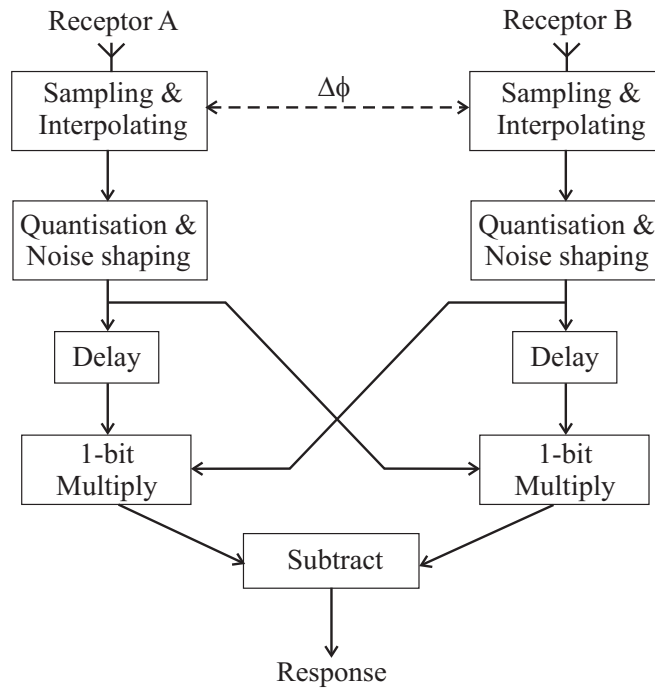 Receptor A
Receptor B
Sampling &
Interpolating
Δϕ
Sampling &
Interpolating
Quantisation &
Noise shaping
Quantisation &
Noise shaping
Delay
Delay
1-bit
Multiply
1-bit
Multiply
Subtract
Response